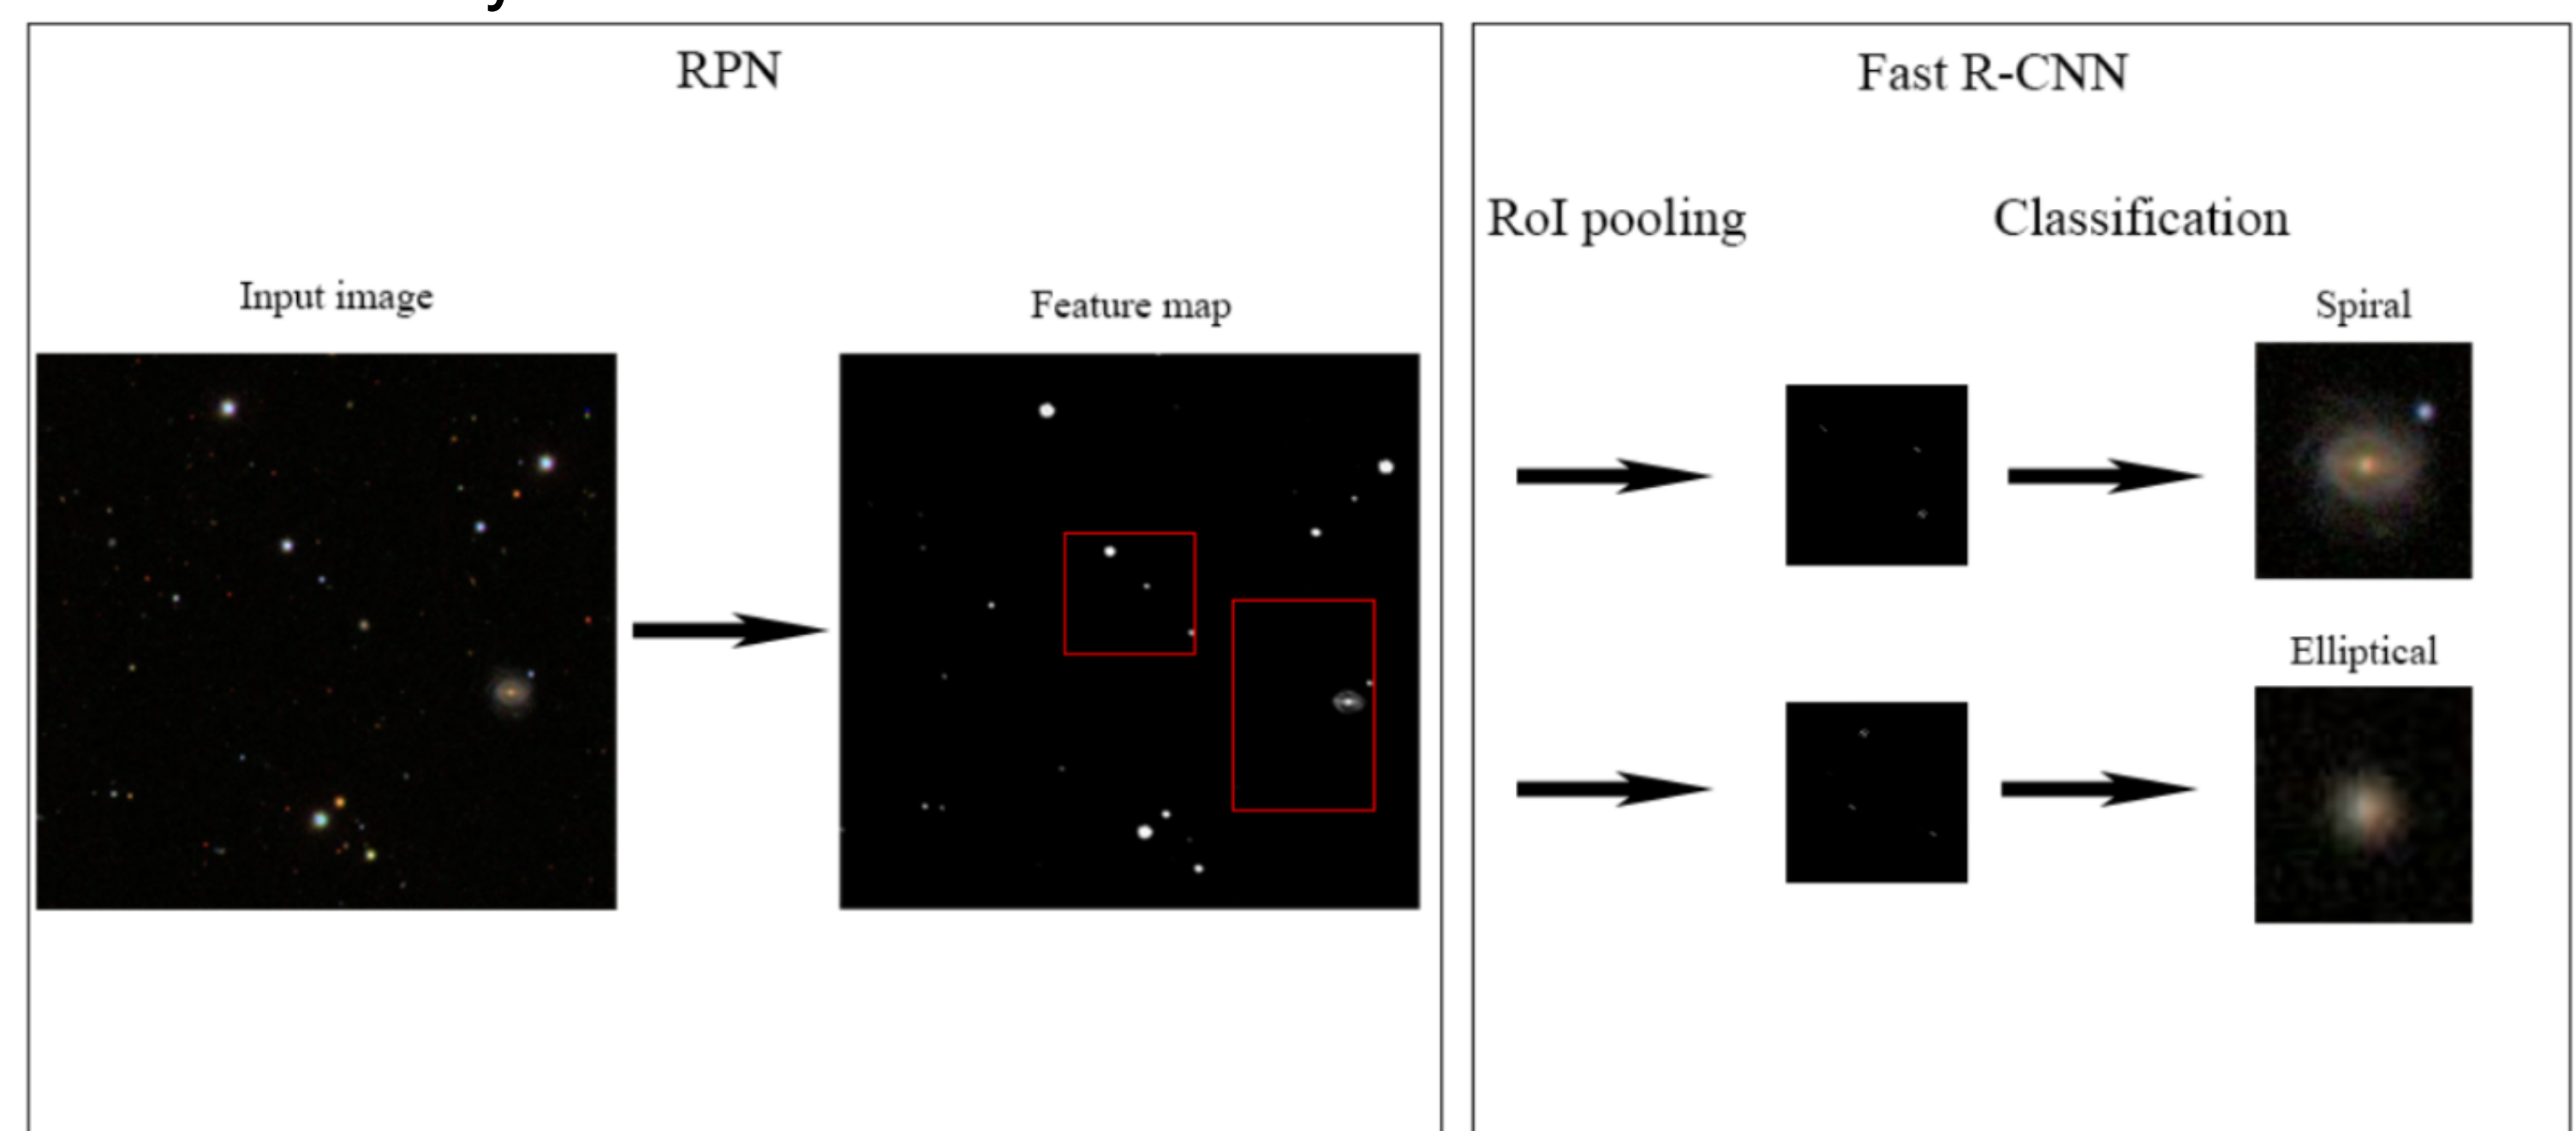 RPN
Input image
Feature map
Fast R-CNN
RoI pooling
Classification
Spiral
Elliptical